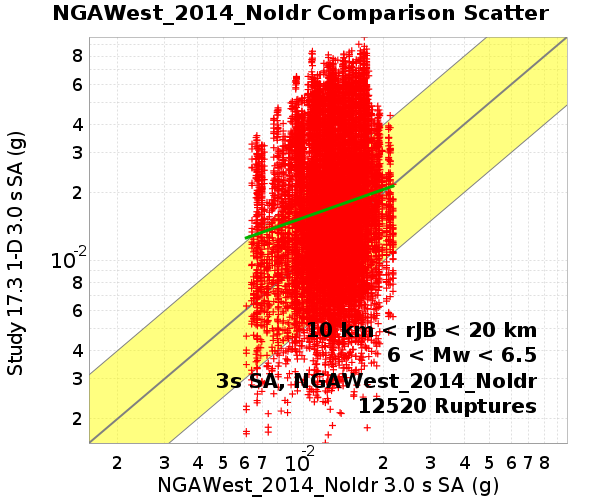 NGAWest_2014_NoIdr Comparison Scatter
Study 17.3 1-D 3.0 s SA (g)
8
6
4
3
2
10-2
8
6
4
3
2
10 km < rJB < 20 km
6 < Mw < 6.5
3s SA, NGAWest_2014_NoIdr
12520 Ruptures
2 3 4 5 6 7 10-2 2 3 4 5 6 7 8
NGAWest_2014_NoIdr 3.0 s SA (g)